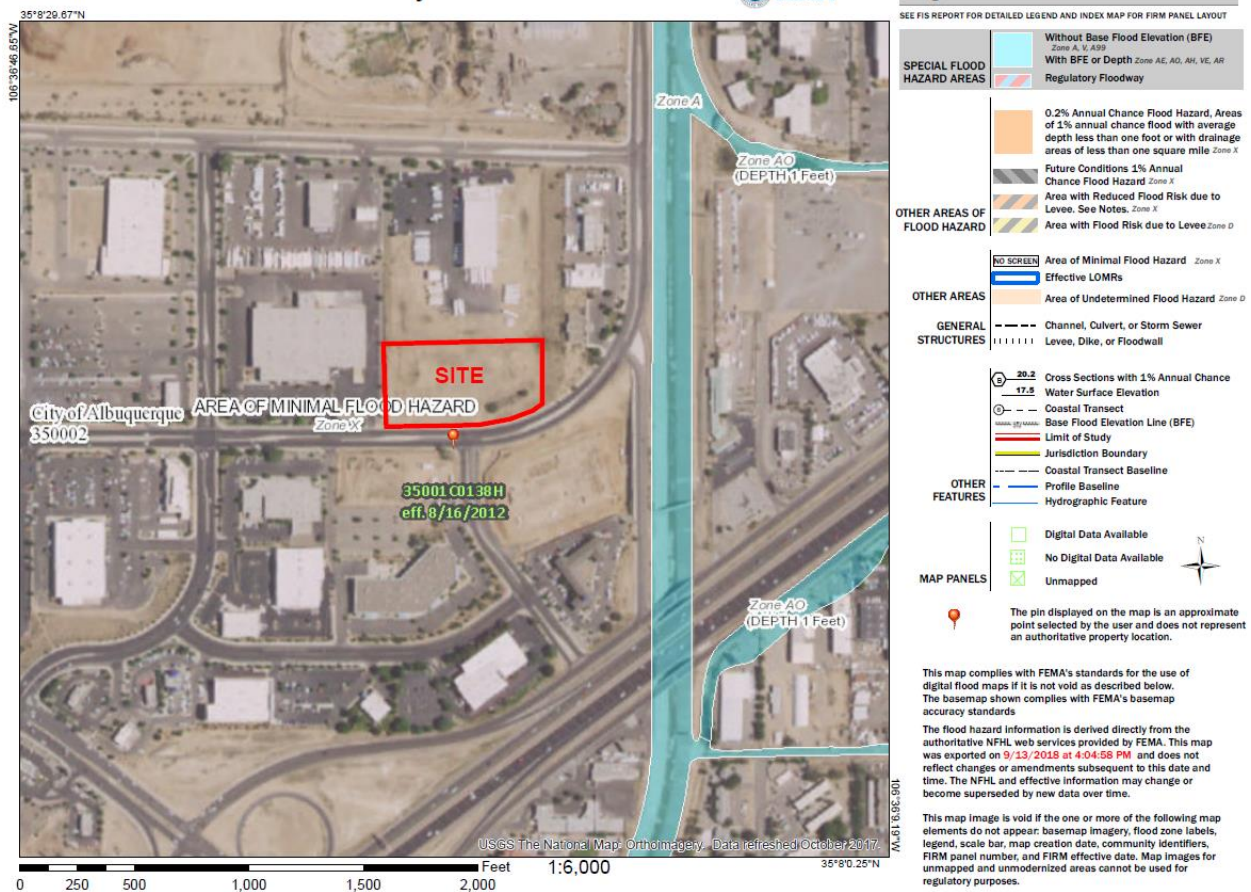 35°8'29.67"N
106°36'46.65"W
Zone A
Zone AO
(DEPTH 1 Feet)
SITE
City of Albuquerque
350002
AREA OF MINIMAL FLOOD HAZARD
Zone X
35001C0138H
eff. 8/16/2012
Zone AO
(DEPTH 1 Feet)
106°36'9.19"W
USGS The National Map: Orthoimagery. Data refreshed October 2017.
35°8'0.25"N
Feet
1:6,000
0 250 500 1,000 1,500 2,000
SEE FIS REPORT FOR DETAILED LEGEND AND INDEX MAP FOR FIRM PANEL LAYOUT
SPECIAL FLOOD
HAZARD AREAS
Without Base Flood Elevation (BFE)
Zone A, V, A99
With BFE or Depth Zone AE, AO, AH, VE, AR
Regulatory Floodway
OTHER AREAS OF
FLOOD HAZARD
0.2% Annual Chance Flood Hazard, Areas
of 1% annual chance flood with average
depth less than one foot or with drainage
areas of less than one square mile Zone X
Future Conditions 1% Annual
Chance Flood Hazard Zone X
Area with Reduced Flood Risk due to
Levee. See Notes. Zone X
Area with Flood Risk due to Levee Zone D
OTHER AREAS
NO SCREEN Area of Minimal Flood Hazard Zone X
Effective LOMRs
Area of Undetermined Flood Hazard Zone D
GENERAL
STRUCTURES
Channel, Culvert, or Storm Sewer
Levee, Dike, or Floodwall
OTHER
FEATURES
B 20.2 Cross Sections with 1% Annual Chance
17.5 Water Surface Elevation
8 Coastal Transect
513 Base Flood Elevation Line (BFE)
Limit of Study
Jurisdiction Boundary
Coastal Transect Baseline
Profile Baseline
Hydrographic Feature
MAP PANELS
Digital Data Available
No Digital Data Available
Unmapped
N
The pin displayed on the map is an approximate
point selected by the user and does not represent
an authoritative property location.
This map complies with FEMA's standards for the use of
digital flood maps if it is not void as described below.
The basemap shown complies with FEMA's basemap
accuracy standards
The flood hazard information is derived directly from the
authoritative NFHL web services provided by FEMA. This map
was exported on 9/13/2018 at 4:04:58 PM and does not
reflect changes or amendments subsequent to this date and
time. The NFHL and effective information may change or
become superseded by new data over time.
This map image is void if the one or more of the following map
elements do not appear: basemap imagery, flood zone labels,
legend, scale bar, map creation date, community identifiers,
FIRM panel number, and FIRM effective date. Map images for
unmapped and unmodernized areas cannot be used for
regulatory purposes.